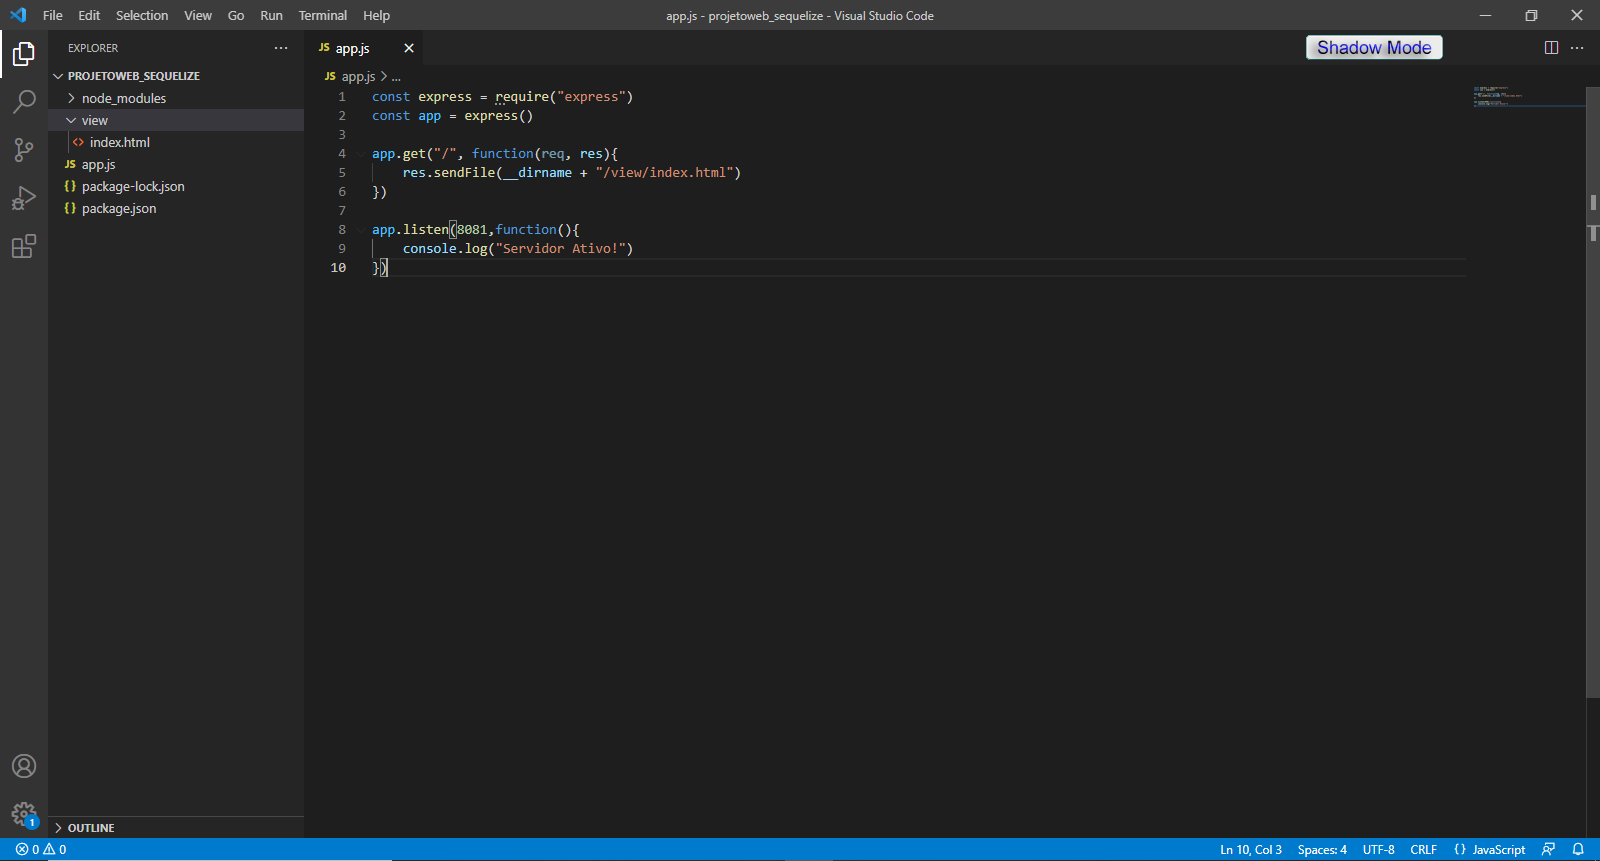 File Edit Selection View Go Run Terminal Help
app.js - projetoweb_sequelize - Visual Studio Code
EXPLORER
PROJETOWEB_SEQUELIZE
node_modules
view
index.html
JS app.js
{} package-lock.json
{} package.json
OUTLINE
JS app.js
Shadow Mode
JS app.js > ...
1 const express = require("express")
2 const app = express()
3
4 app.get("/", function(req, res){
5 res.sendFile(__dirname + "/view/index.html")
6 })
7
8 app.listen(8081,function(){
9 console.log("Servidor Ativo!")
10 })
1
0 0
Ln 10, Col 3 Spaces: 4 UTF-8 CRLF {} JavaScript